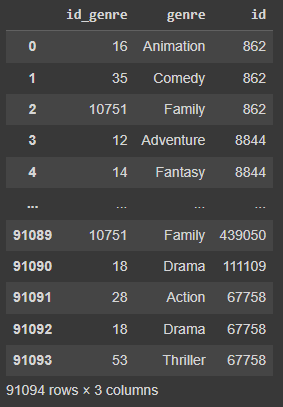 id_genre genre id
0 16 Animation 862
1 35 Comedy 862
2 10751 Family 862
3 12 Adventure 8844
4 14 Fantasy 8844
... ... ... ...
91089 10751 Family 439050
91090 18 Drama 111109
91091 28 Action 67758
91092 18 Drama 67758
91093 53 Thriller 67758
91094 rows × 3 columns